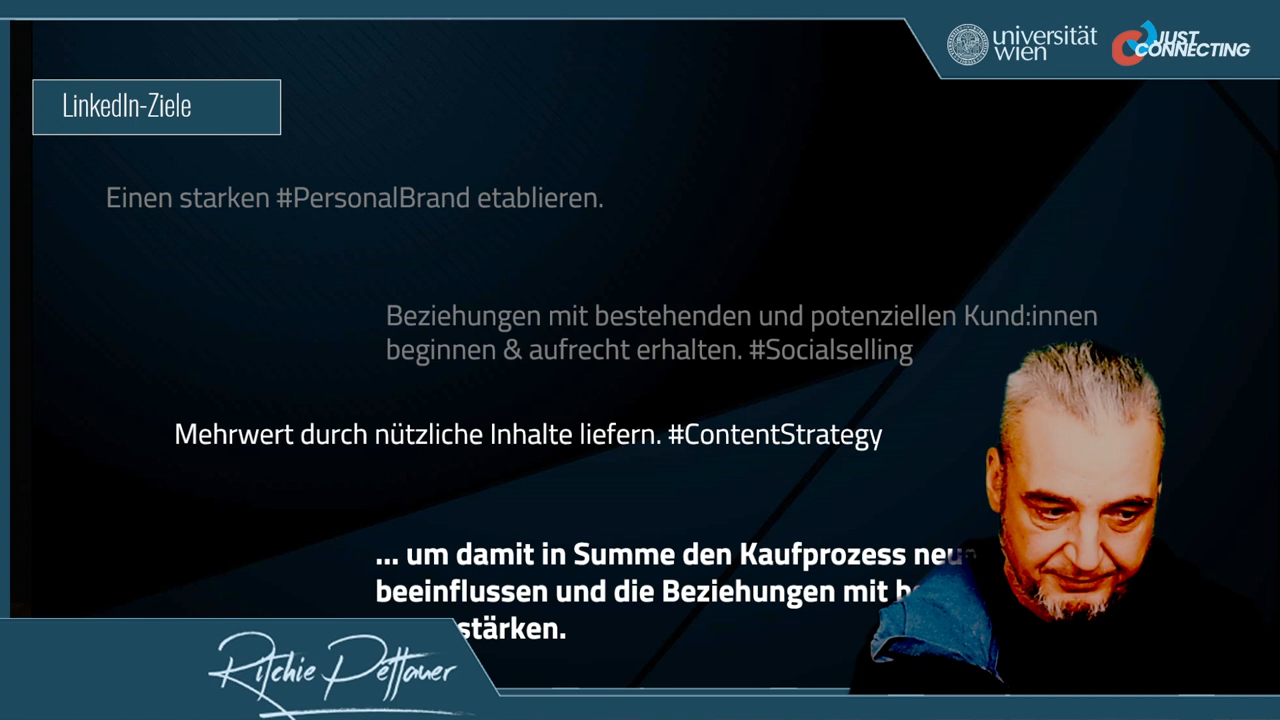 universität
wien
JUST
CONNECTING
LinkedIn-Ziele
Einen starken #PersonalBrand etablieren.
Beziehungen mit bestehenden und potenziellen Kund:innen
beginnen & aufrecht erhalten. #Socialselling
Mehrwert durch nützliche Inhalte liefern. #ContentStrategy
... um damit in Summe den Kaufprozess
beeinflussen und die Beziehungen mit
stärken.
Ritchie Pettauer